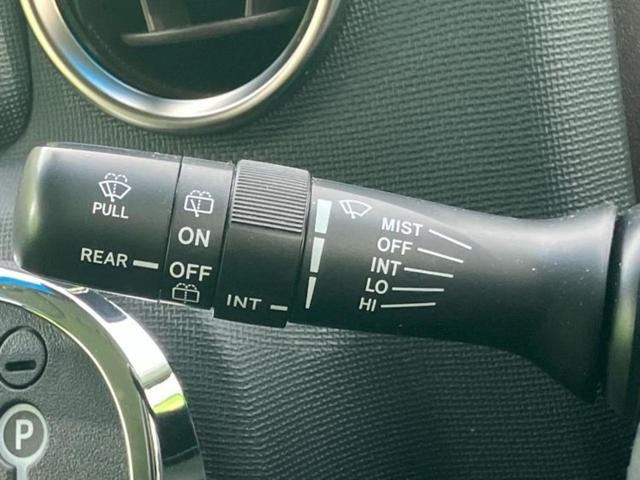 PULL
REAR
ON
OFF
INT
MIST
OFF
INT
LO
HI
P